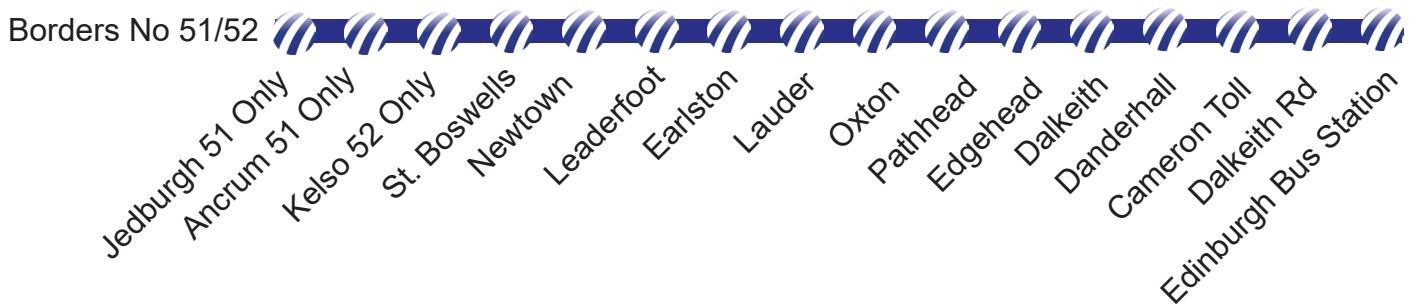 Borders No 51/52
Jedburgh 51 Only
Ancrum 51 Only
Kelso 52 Only
St. Boswells
Newtown
Leaderfoot
Earlston
Lauder
Oxton
Pathhead
Edgehead
Dalkeith
Danderhall
Cameron Toll
Dalkeith Rd
Edinburgh Bus Station